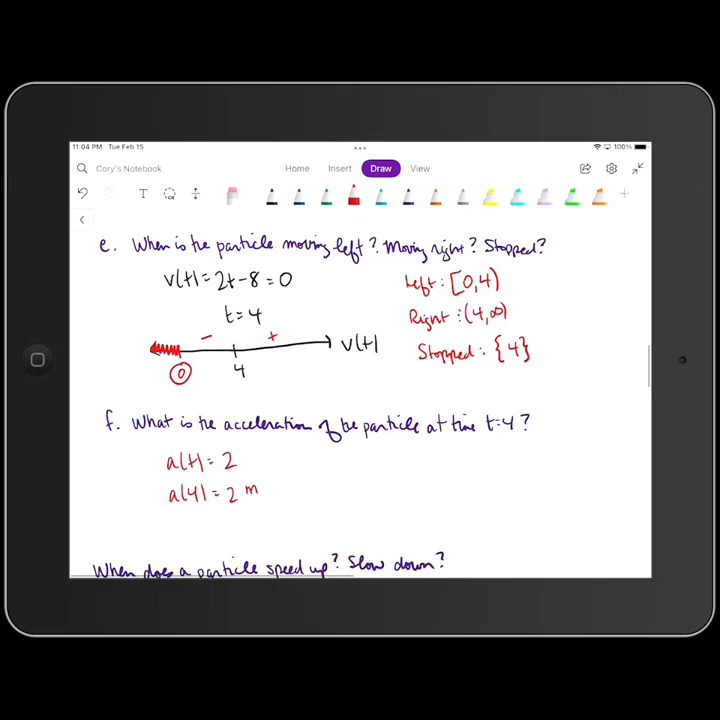 11:04 PM Tue Feb 15
100%
Cory's Notebook
Home Insert Draw View
T
e. When is the particle moving left? Moving right? Stopped?
v(t) = 2t - 8 = 0
t = 4
Left: [0,4)
Right: (4,∞)
Stopped: {4}
- +
v(t)
0 4
f. What is the acceleration of the particle at time t=4?
a(t) = 2
a(4) = 2 m
When does a particle speed up? Slow down?